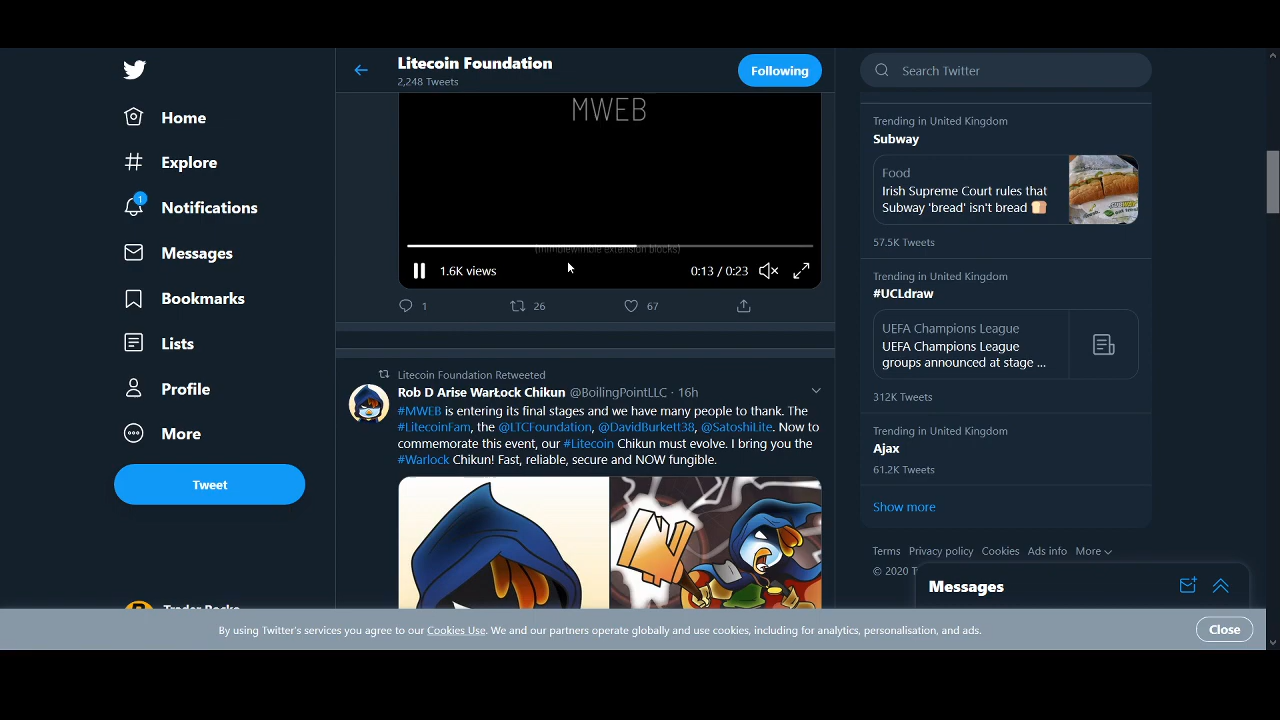 Home
Explore
1
Notifications
Messages
Bookmarks
Lists
Profile
More
Tweet
Litecoin Foundation
2,248 Tweets
Following
MWEB
(mimblewimble extension blocks)
1.6K views
0:13 / 0:23
1
26
67
Litecoin Foundation Retweeted
Rob D Arise WarŁock Chikun @BoilingPointLLC · 16h
#MWEB is entering its final stages and we have many people to thank. The
#LitecoinFam, the @LTCFoundation, @DavidBurkett38, @SatoshiLite. Now to
commemorate this event, our #Litecoin Chikun must evolve. I bring you the
#Warlock Chikun! Fast, reliable, secure and NOW fungible.
Search Twitter
Trending in United Kingdom
Subway
Food
Irish Supreme Court rules that
Subway 'bread' isn't bread 🍞
57.5K Tweets
Trending in United Kingdom
#UCLdraw
UEFA Champions League
UEFA Champions League
groups announced at stage ...
312K Tweets
Trending in United Kingdom
Ajax
61.2K Tweets
Show more
Terms Privacy policy Cookies Ads info More
© 2020 T
Messages
By using Twitter's services you agree to our Cookies Use. We and our partners operate globally and use cookies, including for analytics, personalisation, and ads.
Close